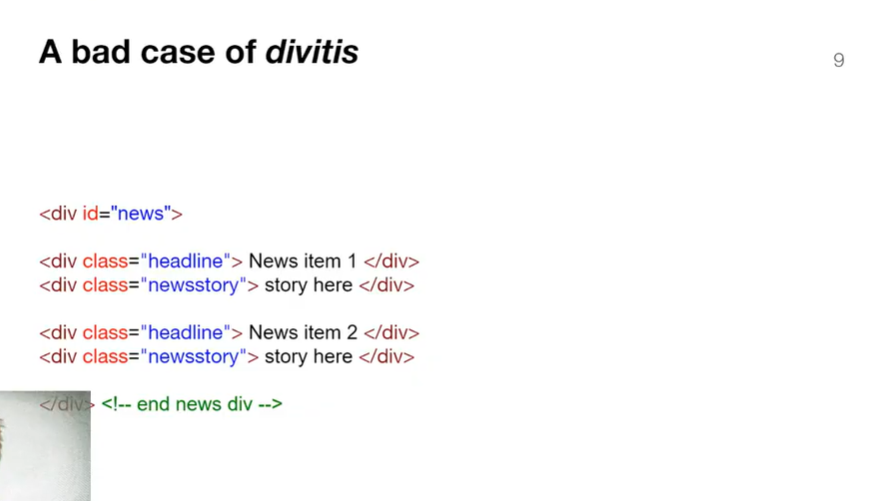 A bad case of divitis
9
<div id="news">
<div class="headline"> News item 1 </div>
<div class="newsstory"> story here </div>
<div class="headline"> News item 2 </div>
<div class="newsstory"> story here </div>
</div> <!-- end news div -->